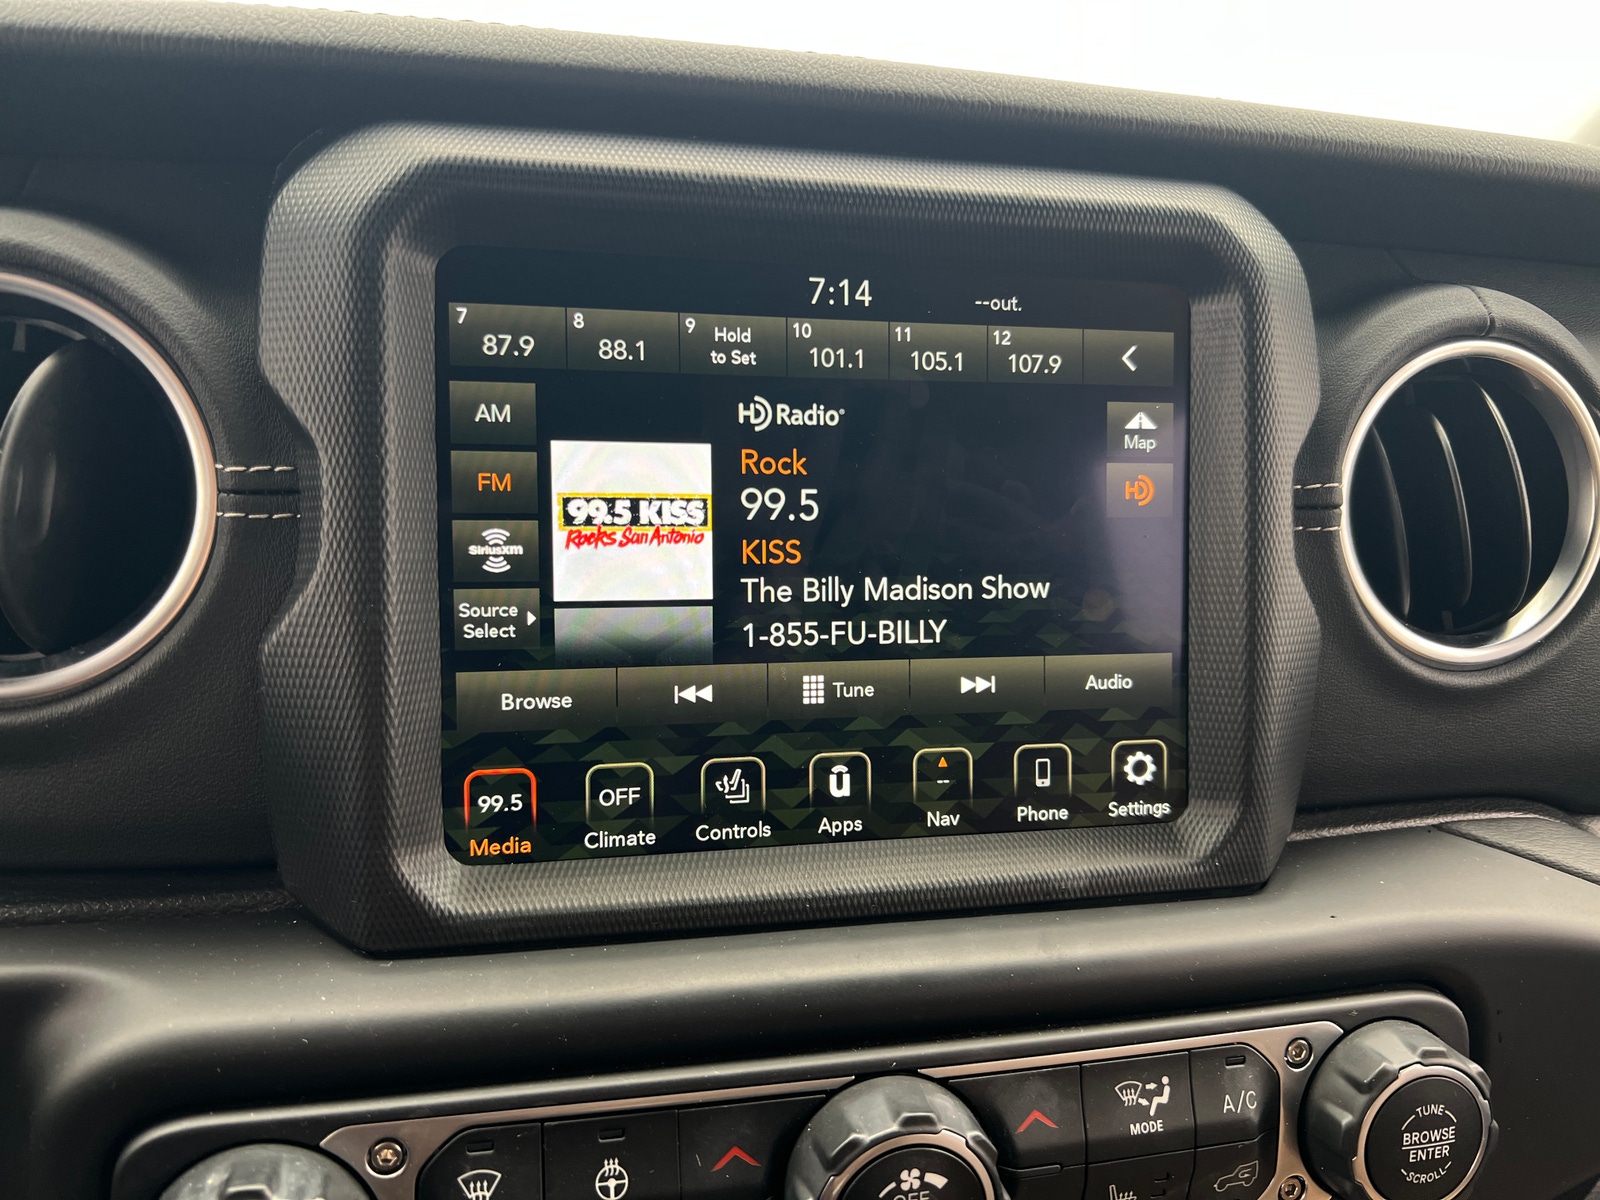 7:14
--out.
7 87.9
8 88.1
9 Hold
to Set
10 101.1
11 105.1
12 107.9
AM
FM
SiriusXM
Source
Select
99.5 KISS
Rocks San Antonio
HD Radio
Rock
99.5
KISS
The Billy Madison Show
1-855-FU-BILLY
Map
HD
Browse
Tune
Audio
99.5
Media
OFF
Climate
Controls
Apps
--
Nav
Phone
Settings
MODE
A/C
OFF
TUNE
BROWSE
ENTER
SCROLL